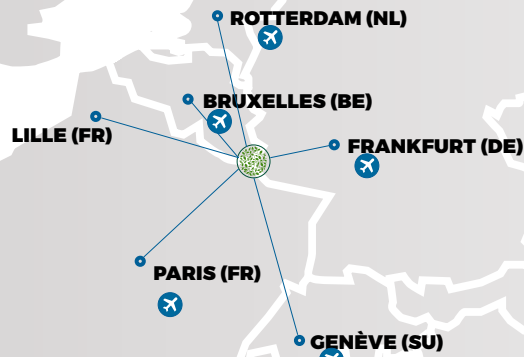 ROTTERDAM (NL)
BRUXELLES (BE)
LILLE (FR)
FRANKFURT (DE)
PARIS (FR)
GENÈVE (SU)